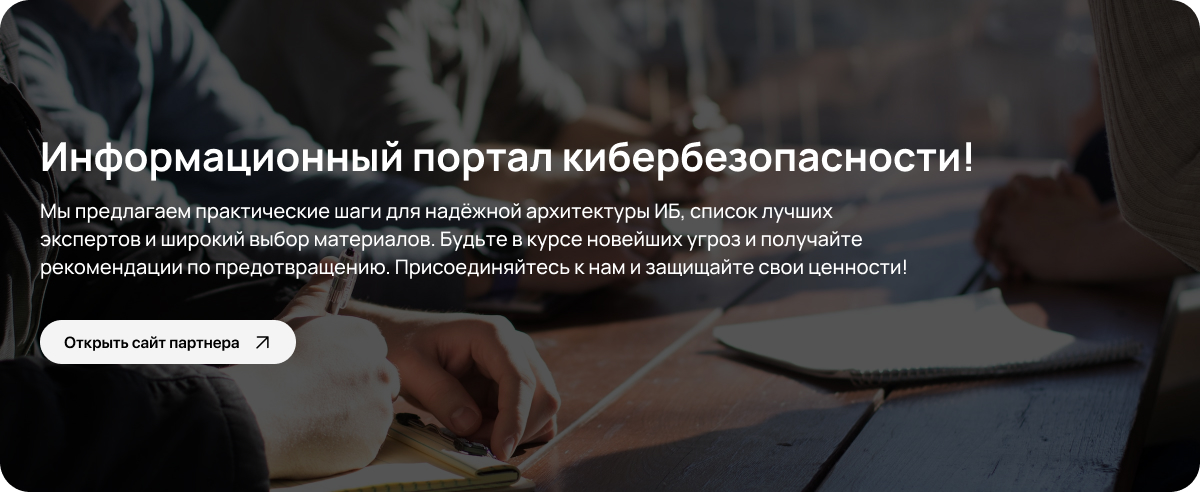 Информационный портал кибербезопасности!
Мы предлагаем практические шаги для надёжной архитектуры ИБ, список лучших
экспертов и широкий выбор материалов. Будьте в курсе новейших угроз и получайте
рекомендации по предотвращению. Присоединяйтесь к нам и защищайте свои ценности!
Открыть сайт партнера